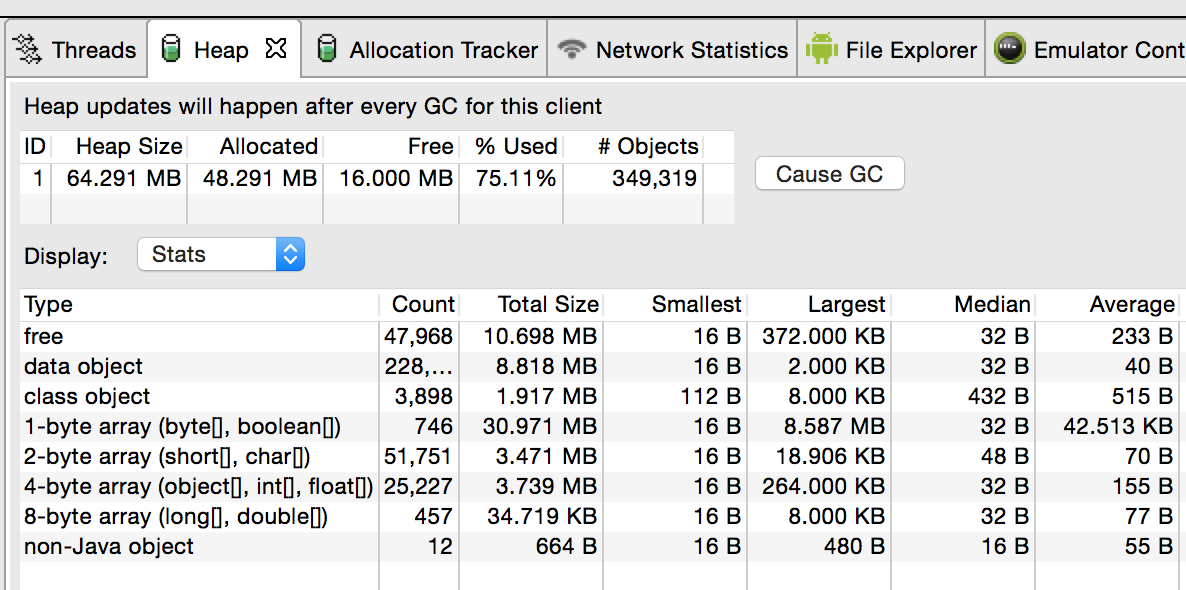 Threads Heap Allocation Tracker Network Statistics File Explorer Emulator Cont
Heap updates will happen after every GC for this client
ID Heap Size Allocated Free % Used # Objects
1 64.291 MB 48.291 MB 16.000 MB 75.11% 349,319
Cause GC
Display: Stats
Type Count Total Size Smallest Largest Median Average
free 47,968 10.698 MB 16 B 372.000 KB 32 B 233 B
data object 228,... 8.818 MB 16 B 2.000 KB 32 B 40 B
class object 3,898 1.917 MB 112 B 8.000 KB 432 B 515 B
1-byte array (byte[], boolean[]) 746 30.971 MB 16 B 8.587 MB 32 B 42.513 KB
2-byte array (short[], char[]) 51,751 3.471 MB 16 B 18.906 KB 48 B 70 B
4-byte array (object[], int[], float[]) 25,227 3.739 MB 16 B 264.000 KB 32 B 155 B
8-byte array (long[], double[]) 457 34.719 KB 16 B 8.000 KB 32 B 77 B
non-Java object 12 664 B 16 B 480 B 16 B 55 B